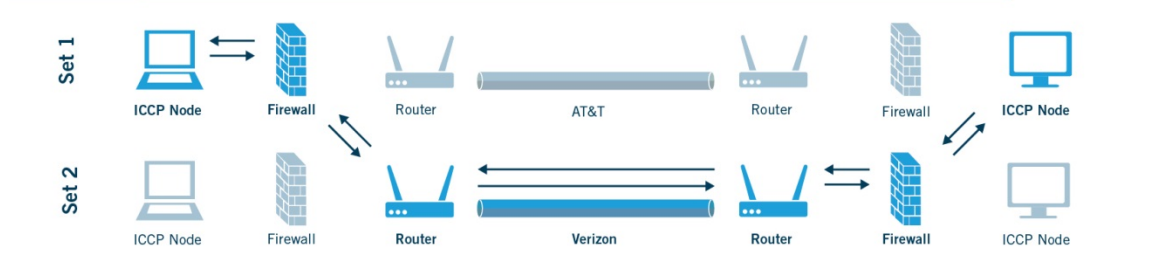 Set 1
ICCP Node
Firewall
Router
AT&T
Router
Firewall
ICCP Node
Set 2
ICCP Node
Firewall
Router
Verizon
Router
Firewall
ICCP Node